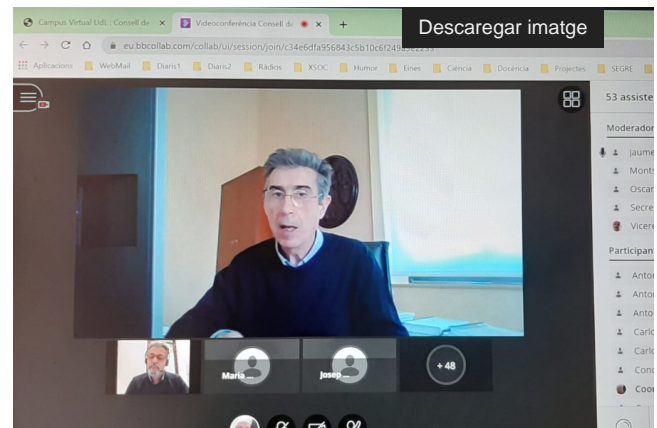 Descaregar imatge
Campus Virtual UdL : Consell de
Videoconferència Consell de
eu.bbcollab.com/collab/ui/session/join/c34e6dfa956843c5b10c6f249a9e2253
Aplicacions WebMail Diaris1 Diaris2 Ràdios XSOC Humor Eines Ciència Docència Projectes SEGRE
53 assiste
Moderador
Jaume
Monts
Oscar
Secre
Vicere
Participan
Anton
Anton
Anto
Carlo
Carlo
Conc
Coor
Maria ...
Josep ...
+ 48